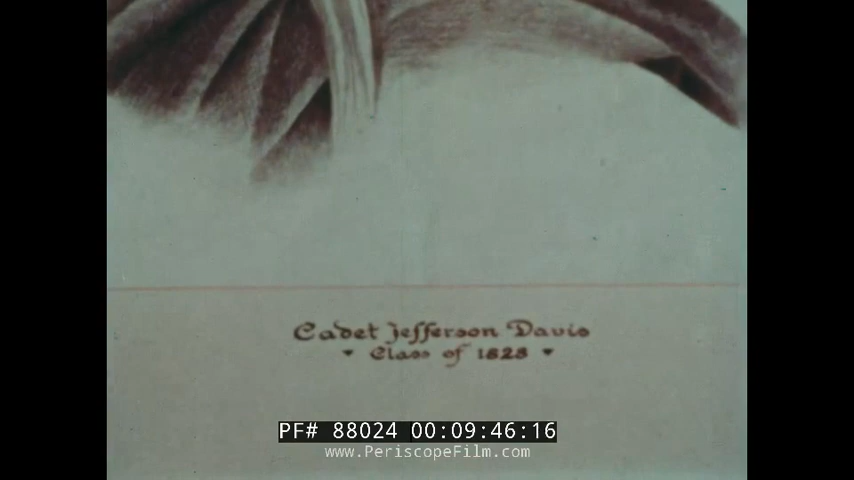 Cadet Jefferson Davis
Class of 1828
PF# 88024 00:09:46:16
www.PeriscopeFilm.com